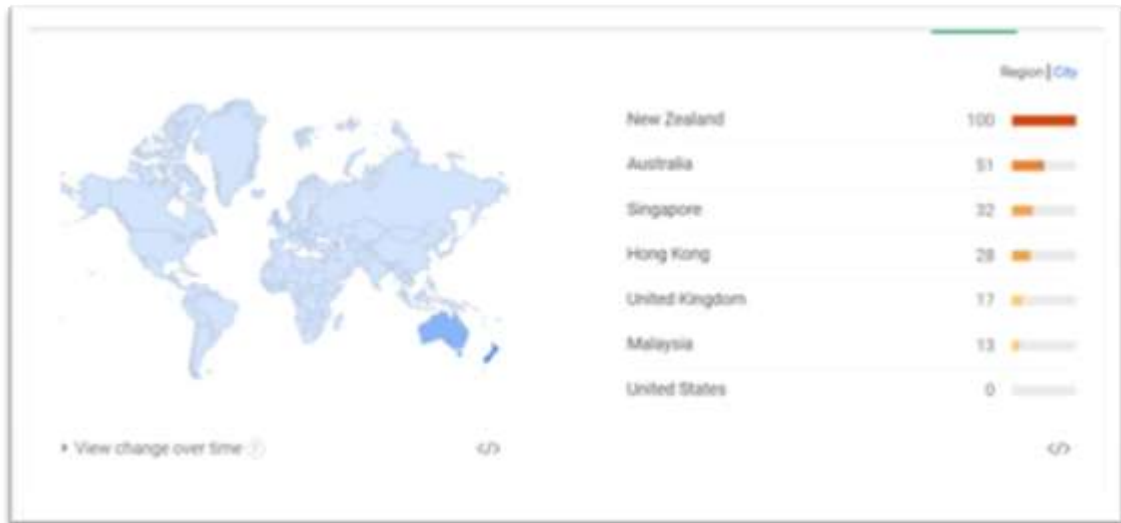 Region | City
New Zealand 100
Australia 51
Singapore 32
Hong Kong 28
United Kingdom 17
Malaysia 13
United States 0
View change over time ?
</> </>